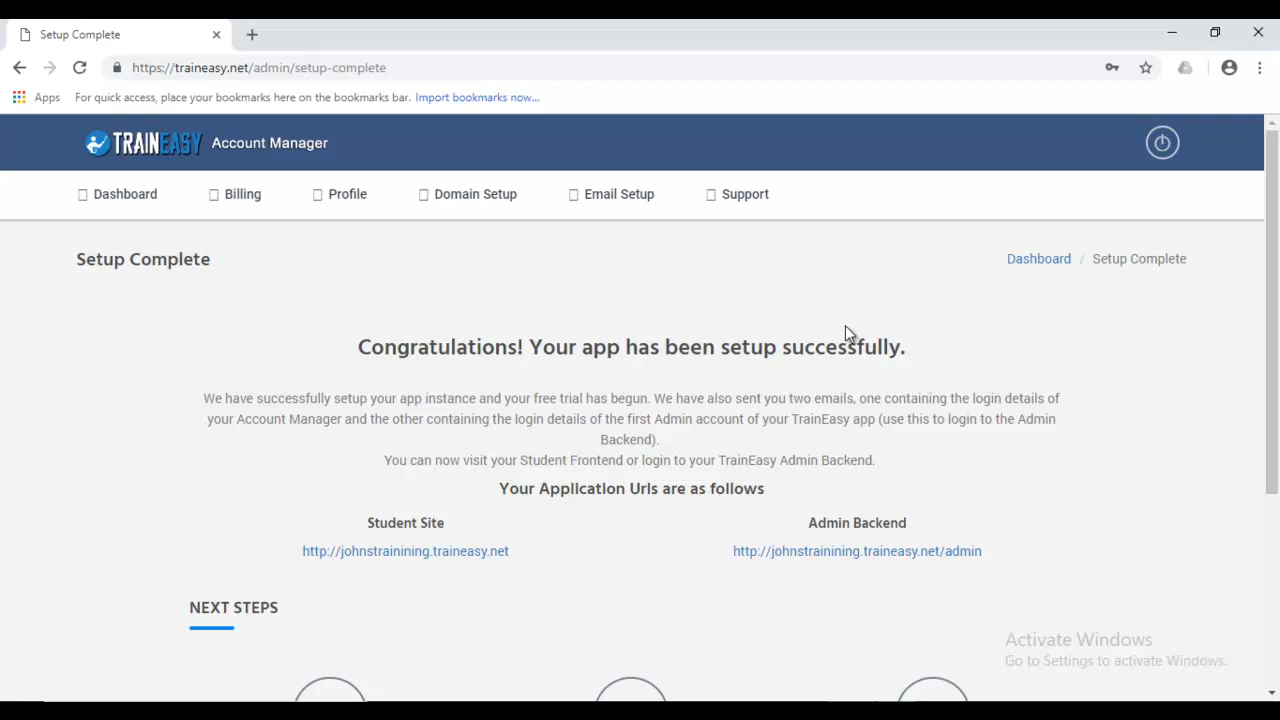 Setup Complete
https://traineasy.net/admin/setup-complete
Apps For quick access, place your bookmarks here on the bookmarks bar. Import bookmarks now...
TRAINEASY Account Manager
Dashboard Billing Profile Domain Setup Email Setup Support
Setup Complete
Dashboard / Setup Complete
Congratulations! Your app has been setup successfully.
We have successfully setup your app instance and your free trial has begun. We have also sent you two emails, one containing the login details of
your Account Manager and the other containing the login details of the first Admin account of your TrainEasy app (use this to login to the Admin
Backend).
You can now visit your Student Frontend or login to your TrainEasy Admin Backend.
Your Application Urls are as follows
Student Site
http://johnstrainining.traineasy.net
Admin Backend
http://johnstrainining.traineasy.net/admin
NEXT STEPS
Activate Windows
Go to Settings to activate Windows.